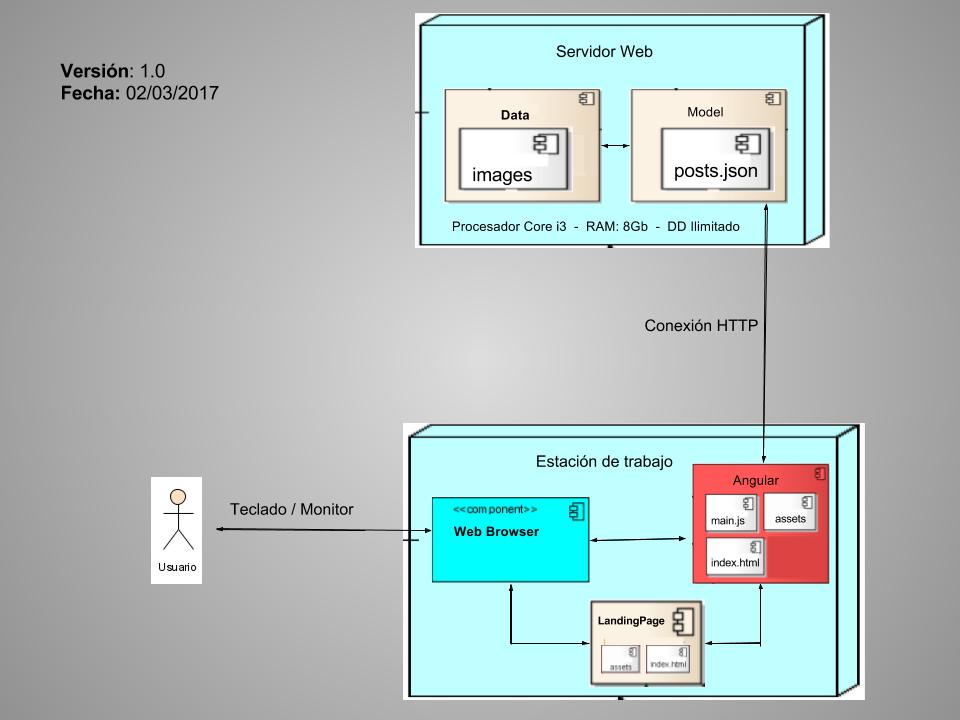 Versión: 1.0
Fecha: 02/03/2017
Servidor Web
Data
images
Model
posts.json
Procesador Core i3 - RAM: 8Gb - DD Ilimitado
Conexión HTTP
Estación de trabajo
Angular
main.js
assets
index.html
<<component>>
Web Browser
Teclado / Monitor
Usuario
LandingPage
assets
index.html